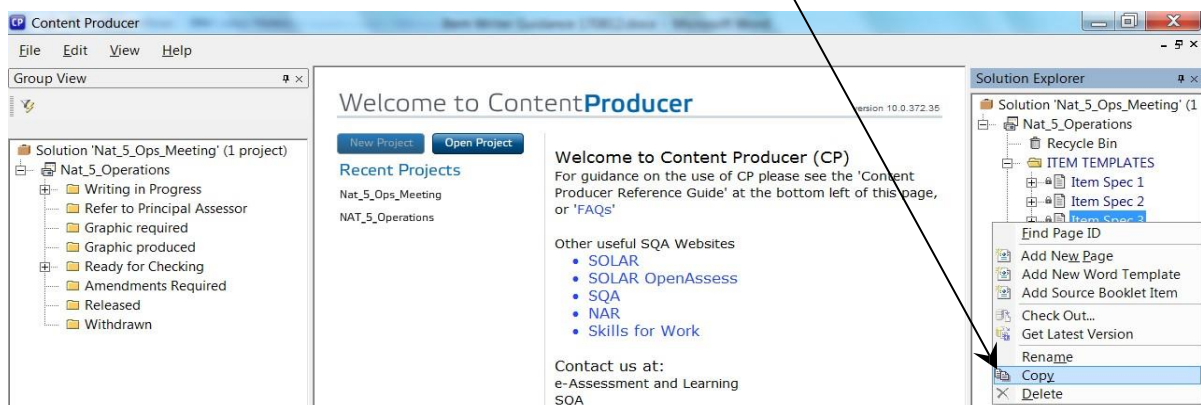 Content Producer
File Edit View Help
Group View
Solution 'Nat_5_Ops_Meeting' (1 project)
Nat_5_Operations
Writing in Progress
Refer to Principal Assessor
Graphic required
Graphic produced
Ready for Checking
Amendments Required
Released
Withdrawn
Welcome to ContentProducer
version 10.0.372.35
New Project Open Project
Recent Projects
Nat_5_Ops_Meeting
NAT_5_Operations
Welcome to Content Producer (CP)
For guidance on the use of CP please see the 'Content
Producer Reference Guide' at the bottom left of this page,
or 'FAQs'
Other useful SQA Websites
• SOLAR
• SOLAR OpenAssess
• SQA
• NAR
• Skills for Work
Contact us at:
e-Assessment and Learning
SQA
Solution Explorer
Solution 'Nat_5_Ops_Meeting' (1
Nat_5_Operations
Recycle Bin
ITEM TEMPLATES
Item Spec 1
Item Spec 2
Item Spec 3
Find Page ID
Add New Page
Add New Word Template
Add Source Booklet Item
Check Out...
Get Latest Version
Rename
Copy
Delete